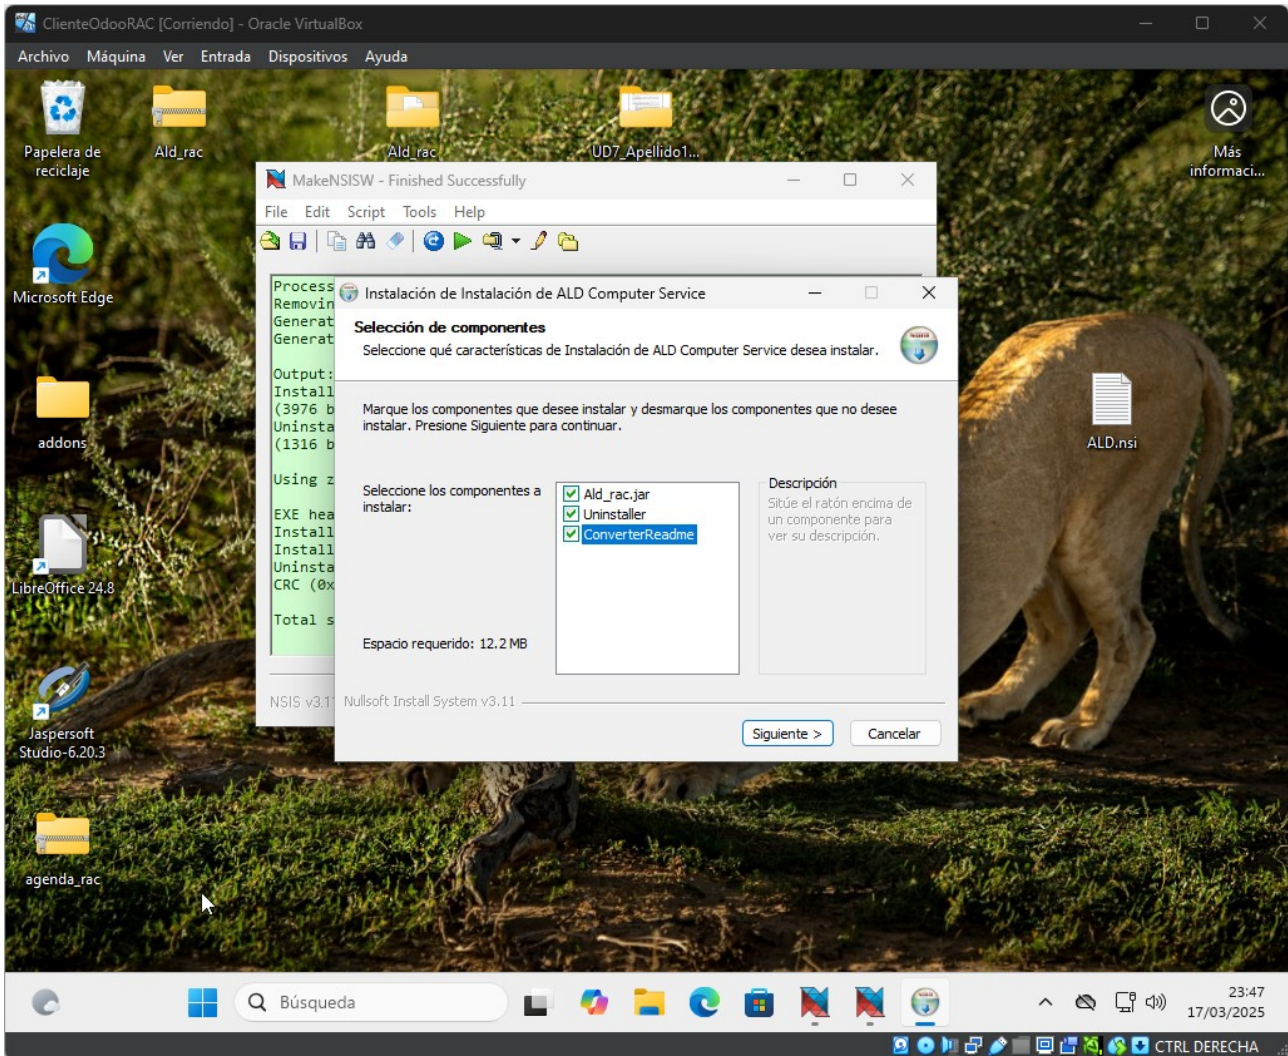 ClienteOdooRAC [Corriendo] - Oracle VirtualBox
Archivo Máquina Ver Entrada Dispositivos Ayuda
Papelera de
reciclaje
Ald_rac
Ald_rac
UD7_Apellido1...
Más
informaci...
MakeNSISW - Finished Successfully
File Edit Script Tools Help
Microsoft Edge
addons
LibreOffice 24.8
Jaspersoft
Studio-6.20.3
agenda_rac
ALD.nsi
Process
Removin
Generat
Generat
Output:
Install
(3976 b
Uninsta
(1316 b
Using z
EXE hea
Install
Install
Uninsta
CRC (0x
Total s
NSIS v3.11
Instalación de Instalación de ALD Computer Service
Selección de componentes
Seleccione qué características de Instalación de ALD Computer Service desea instalar.
Marque los componentes que desee instalar y desmarque los componentes que no desee
instalar. Presione Siguiente para continuar.
Seleccione los componentes a
instalar:
Ald_rac.jar
Uninstaller
ConverterReadme
Descripción
Sitúe el ratón encima de
un componente para
ver su descripción.
Espacio requerido: 12.2 MB
Nullsoft Install System v3.11
Siguiente >
Cancelar
Búsqueda
23:47
17/03/2025
CTRL DERECHA